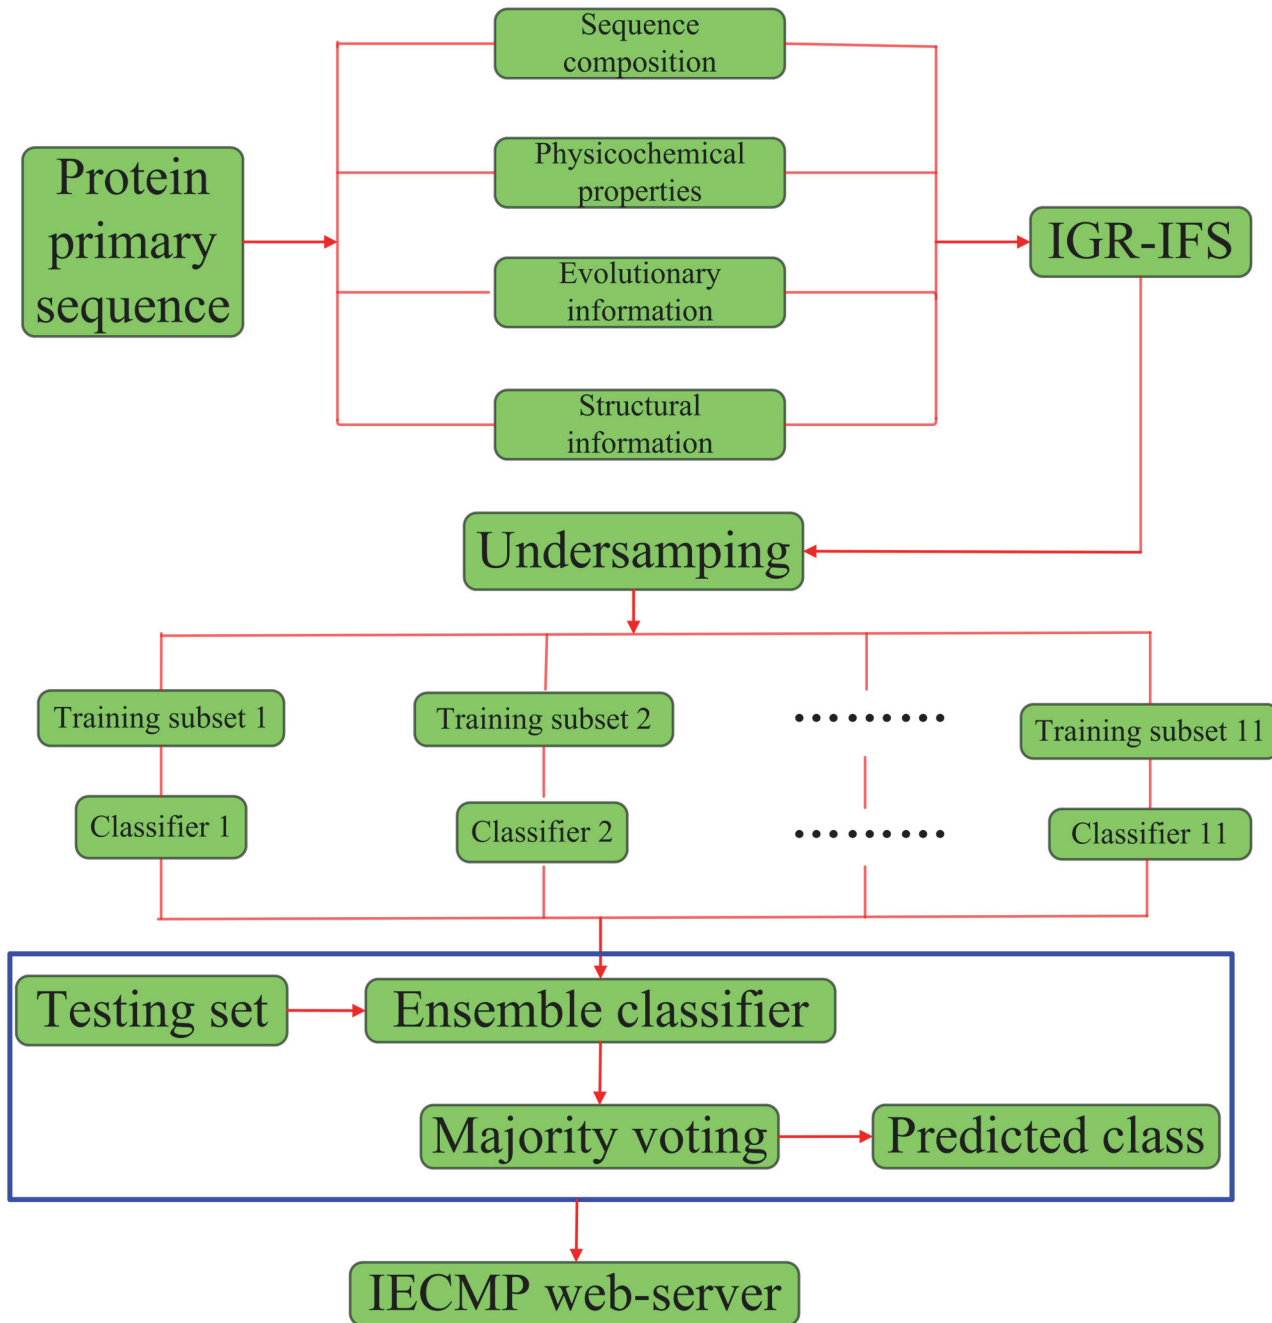 Sequence
composition
Protein
primary
sequence
Physicochemical
properties
Evolutionary
information
Structural
information
IGR-IFS
Undersamping
Training subset 1
Training subset 2
.........
Training subset 11
Classifier 1
Classifier 2
.........
Classifier 11
Testing set
Ensemble classifier
Majority voting
Predicted class
IECMP web-server